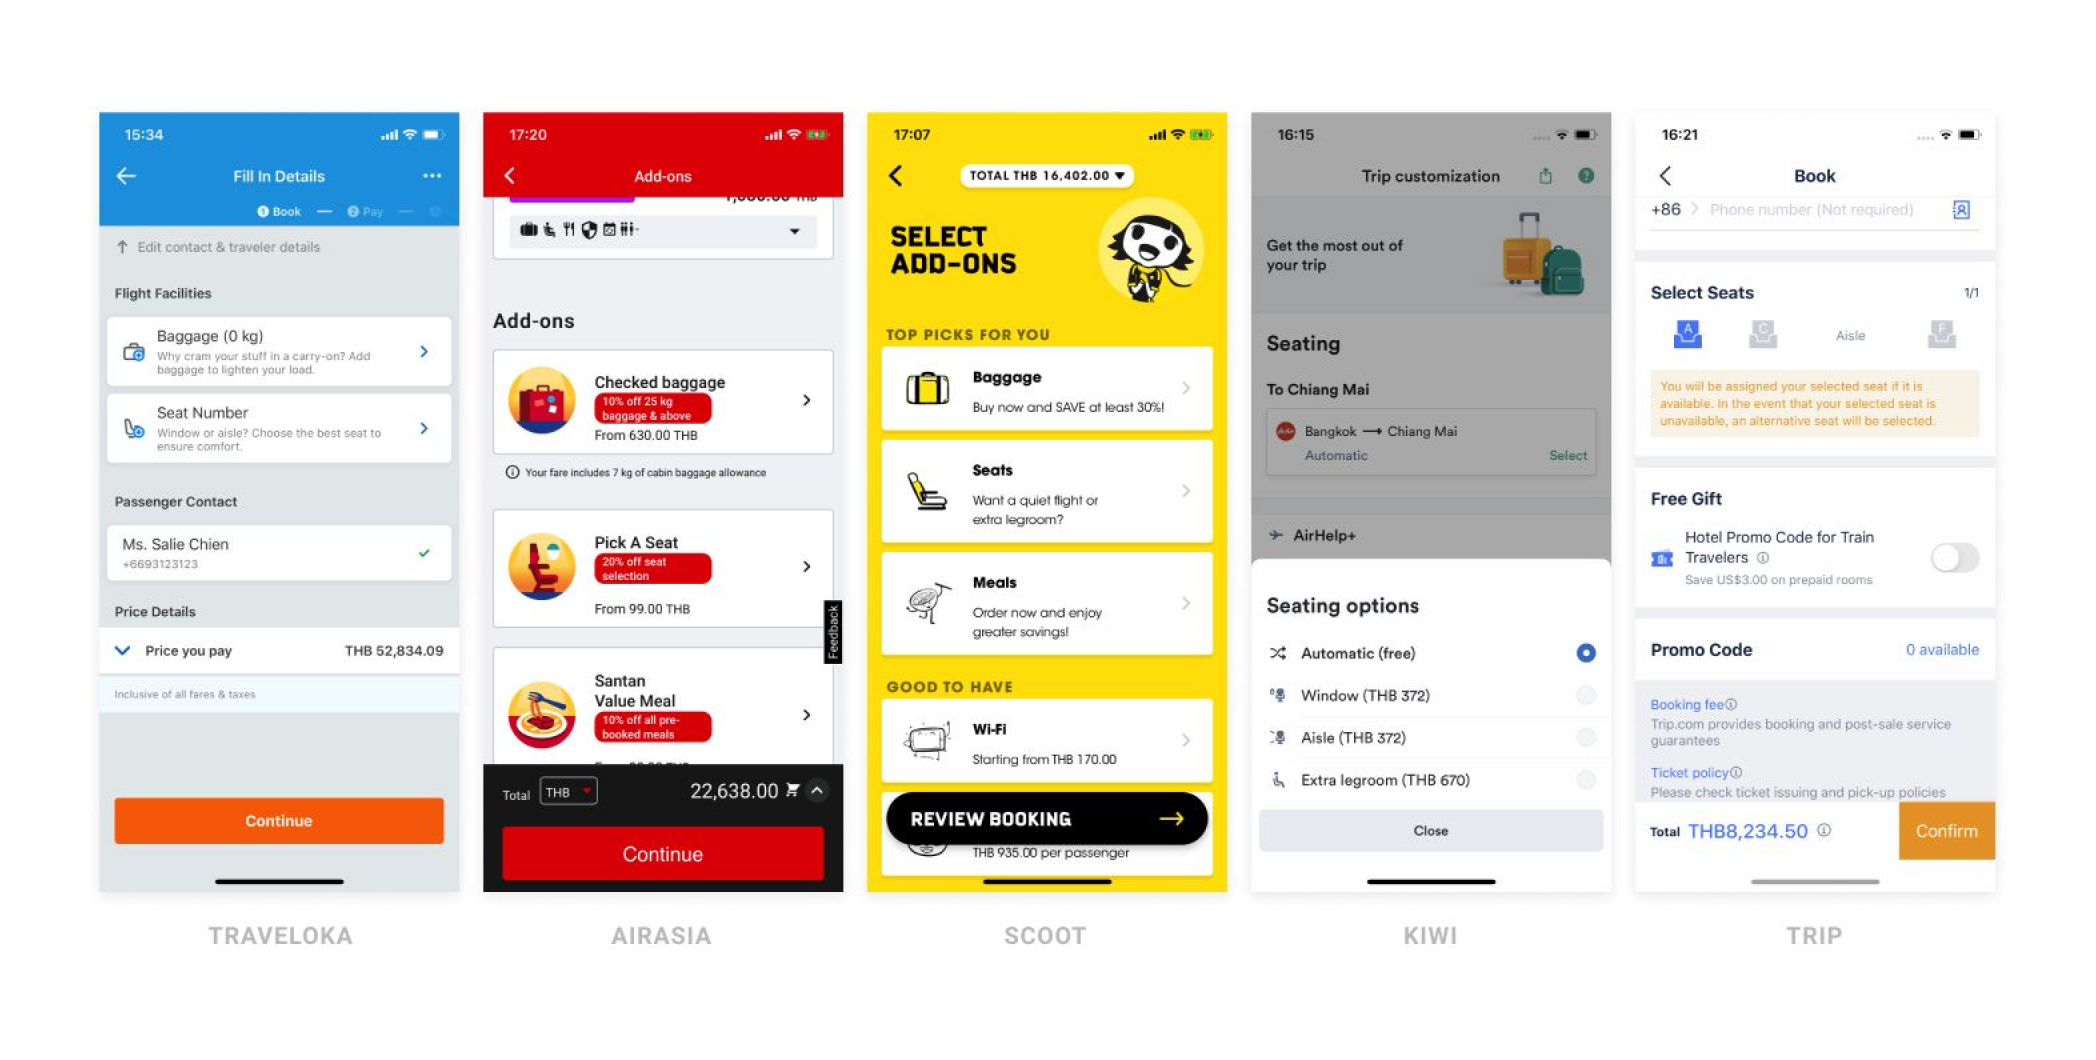 15:34
Fill In Details
1 Book — 2 Pay —
Edit contact & traveler details
Flight Facilities
Baggage (0 kg)
Why cram your stuff in a carry-on? Add
baggage to lighten your load.
Seat Number
Window or aisle? Choose the best seat to
ensure comfort.
Passenger Contact
Ms. Salie Chien
+6693123123
Price Details
Price you pay THB 52,834.09
Inclusive of all fares & taxes
Continue
TRAVELOKA
17:20
Add-ons
Add-ons
Checked baggage
10% off 25 kg
baggage & above
From 630.00 THB
Your fare includes 7 kg of cabin baggage allowance
Pick A Seat
20% off seat
selection
From 99.00 THB
Feedback
Santan
Value Meal
10% off all pre-
booked meals
Total THB 22,638.00
Continue
AIRASIA
17:07
TOTAL THB 16,402.00
SELECT
ADD-ONS
TOP PICKS FOR YOU
Baggage
Buy now and SAVE at least 30%!
Seats
Want a quiet flight or
extra legroom?
Meals
Order now and enjoy
greater savings!
GOOD TO HAVE
Wi-Fi
Starting from THB 170.00
REVIEW BOOKING
THB 935.00 per passenger
SCOOT
16:15
Trip customization
Get the most out of
your trip
Seating
To Chiang Mai
Bangkok → Chiang Mai
Automatic Select
AirHelp+
Seating options
Automatic (free)
Window (THB 372)
Aisle (THB 372)
Extra legroom (THB 670)
Close
KIWI
16:21
Book
+86 Phone number (Not required)
Select Seats 1/1
A C Aisle F
You will be assigned your selected seat if it is
available. In the event that your selected seat is
unavailable, an alternative seat will be selected.
Free Gift
Hotel Promo Code for Train
Travelers
Save US$3.00 on prepaid rooms
Promo Code 0 available
Booking fee
Trip.com provides booking and post-sale service
guarantees
Ticket policy
Please check ticket issuing and pick-up policies
Total THB8,234.50 Confirm
TRIP